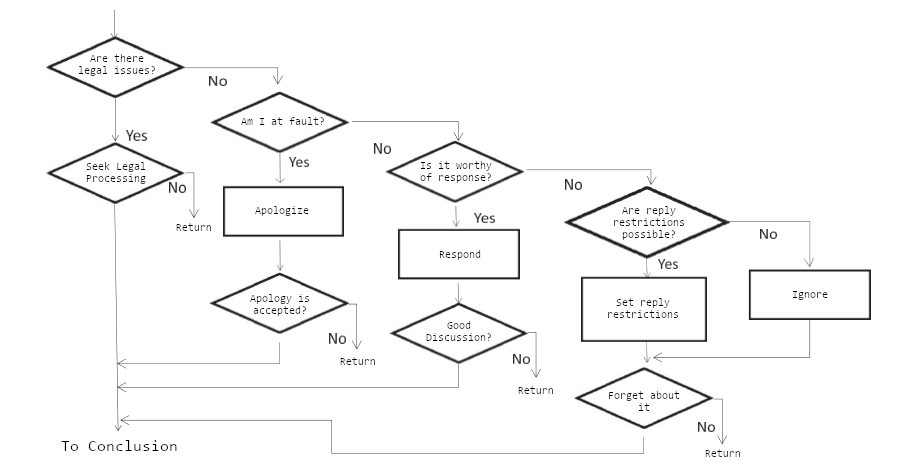 Are there
legal issues?
No
Yes
Am I at fault?
No
Yes
Seek Legal
Processing
No
Return
Is it worthy
of response?
No
Yes
Apologize
Are reply
restrictions
possible?
No
Yes
Respond
Apology is
accepted?
No
Return
Set reply
restrictions
Ignore
Good
Discussion?
No
Return
Forget about
it
No
Return
To Conclusion